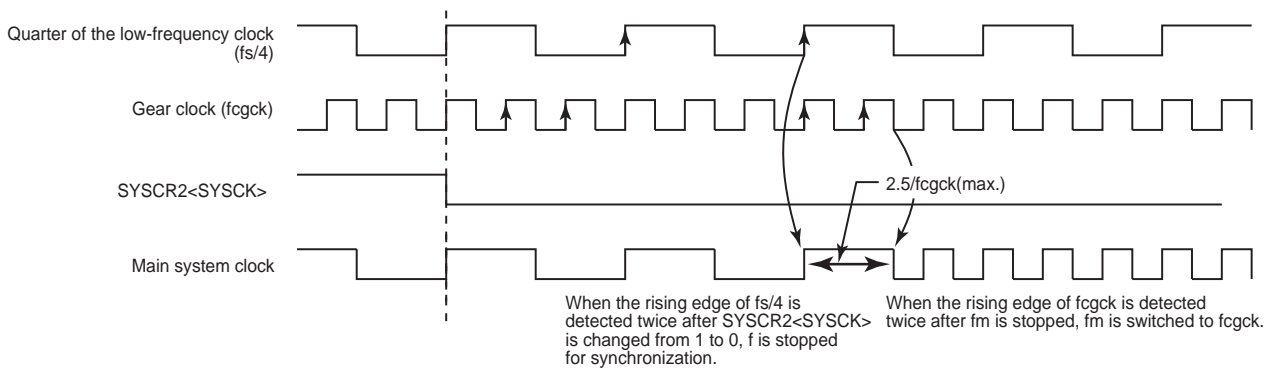 Quarter of the low-frequency clock
(fs/4)
Gear clock (fcgck)
SYSCR2<SYSCK>
2.5/fcgck(max.)
Main system clock
When the rising edge of fs/4 is
detected twice after SYSCR2<SYSCK>
is changed from 1 to 0, f is stopped
for synchronization.
When the rising edge of fcgck is detected
twice after fm is stopped, fm is switched to fcgck.